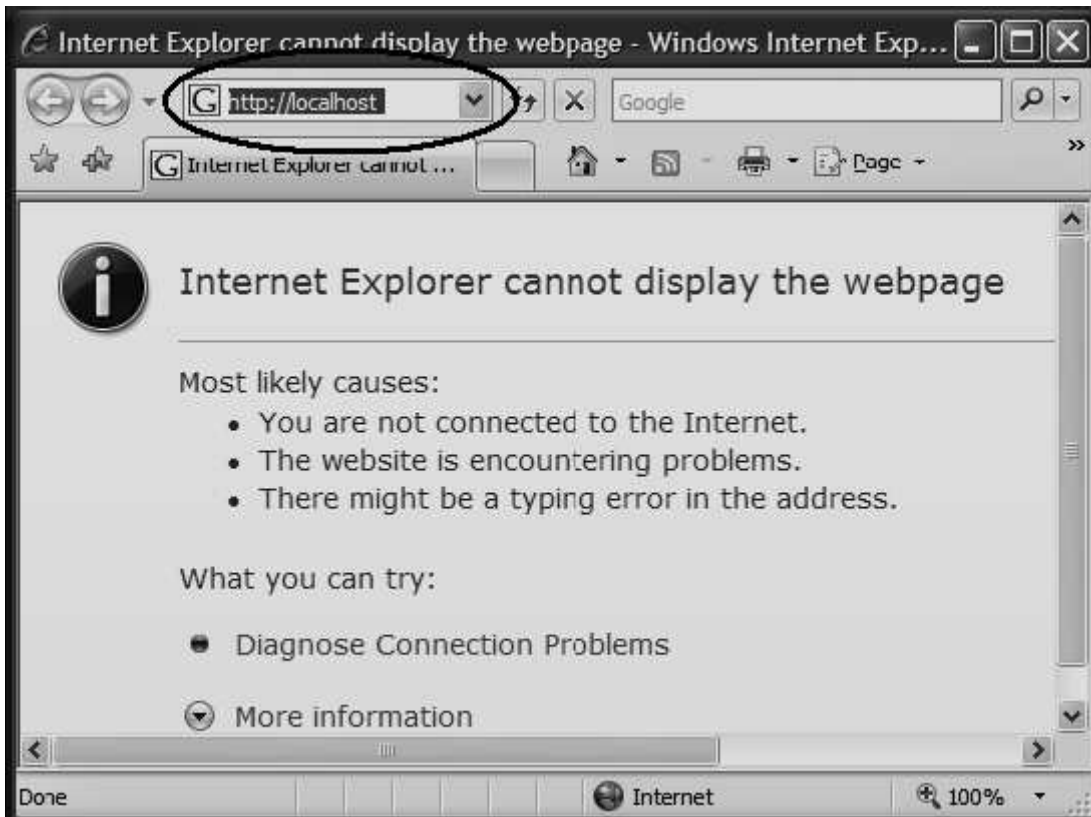 Internet Explorer cannot display the webpage - Windows Internet Exp...
G http://localhost
Google
G Internet Explorer cannot ...
Page
»
Internet Explorer cannot display the webpage
Most likely causes:
• You are not connected to the Internet.
• The website is encountering problems.
• There might be a typing error in the address.
What you can try:
Diagnose Connection Problems
More information
Done
Internet
100%